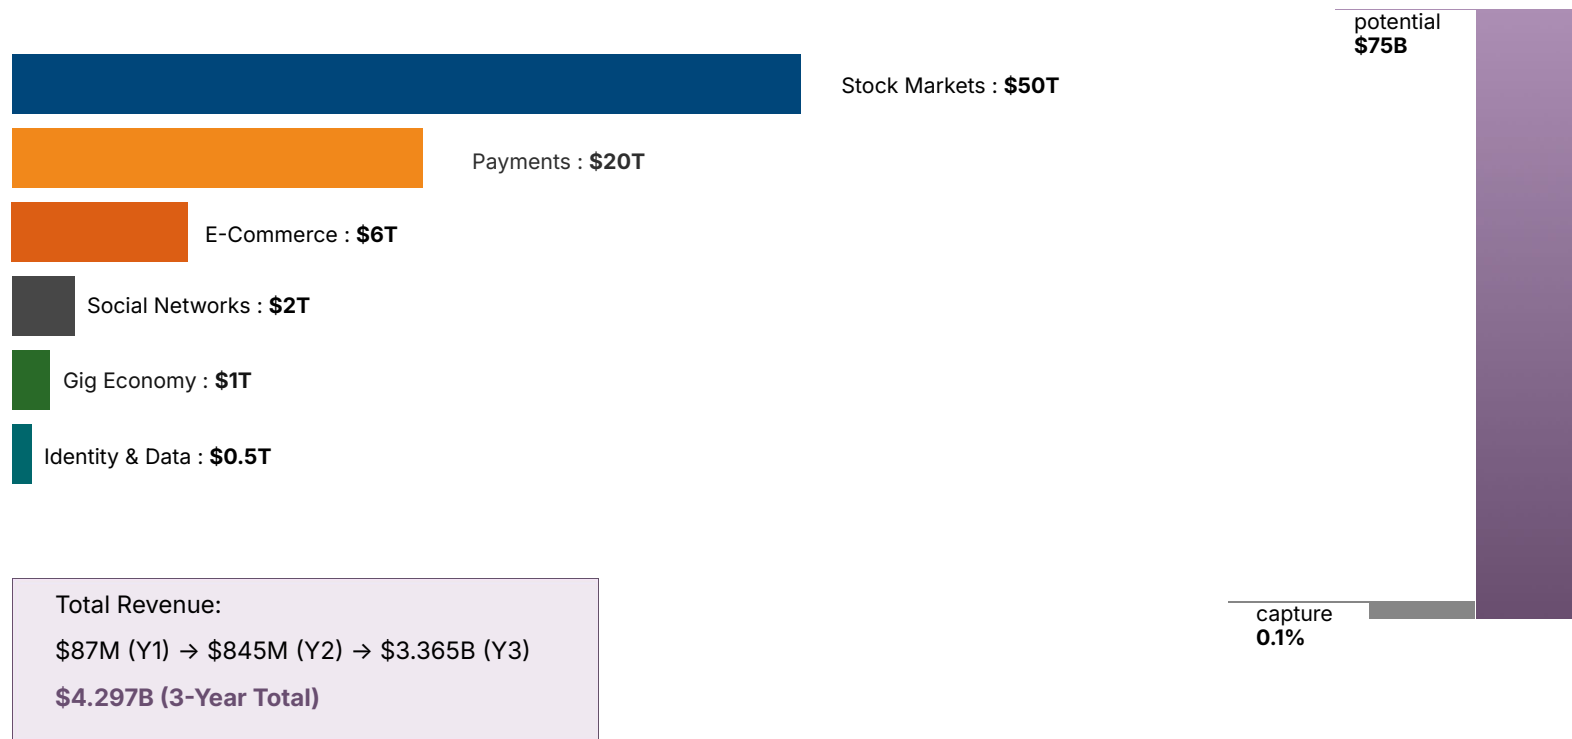 Stock Markets : $50T
Payments : $20T
E-Commerce : $6T
Social Networks : $2T
Gig Economy : $1T
Identity & Data : $0.5T
potential
$75B
capture
0.1%
Total Revenue:
$87M (Y1) → $845M (Y2) → $3.365B (Y3)
$4.297B (3-Year Total)